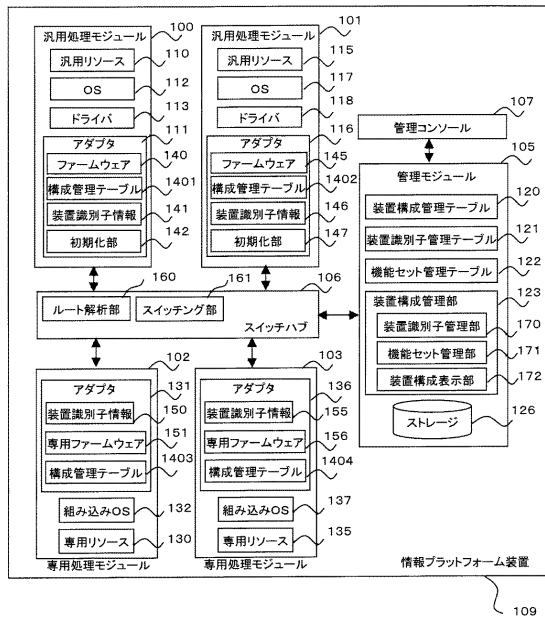 汎用処理モジュール
100
汎用リソース
110
OS
112
ドライバ
113
アダプタ
111
ファームウェア
140
構成管理テーブル
1401
装置識別子情報
141
初期化部
142
汎用処理モジュール
101
汎用リソース
115
OS
117
ドライバ
118
アダプタ
116
ファームウェア
145
構成管理テーブル
1402
装置識別子情報
146
初期化部
147
107
管理コンソール
105
管理モジュール
装置構成管理テーブル
120
装置識別子管理テーブル
121
機能セット管理テーブル
122
装置構成管理部
123
装置識別子管理部
170
機能セット管理部
171
装置構成表示部
172
ストレージ
126
160
161
106
ルート解析部
スイッチング部
スイッチハブ
102
アダプタ
131
装置識別子情報
150
専用ファームウェア
151
構成管理テーブル
1403
組み込みOS
132
専用リソース
130
専用処理モジュール
103
アダプタ
136
装置識別子情報
155
専用ファームウェア
156
構成管理テーブル
1404
組み込みOS
137
専用リソース
135
専用処理モジュール
情報プラットフォーム装置
109